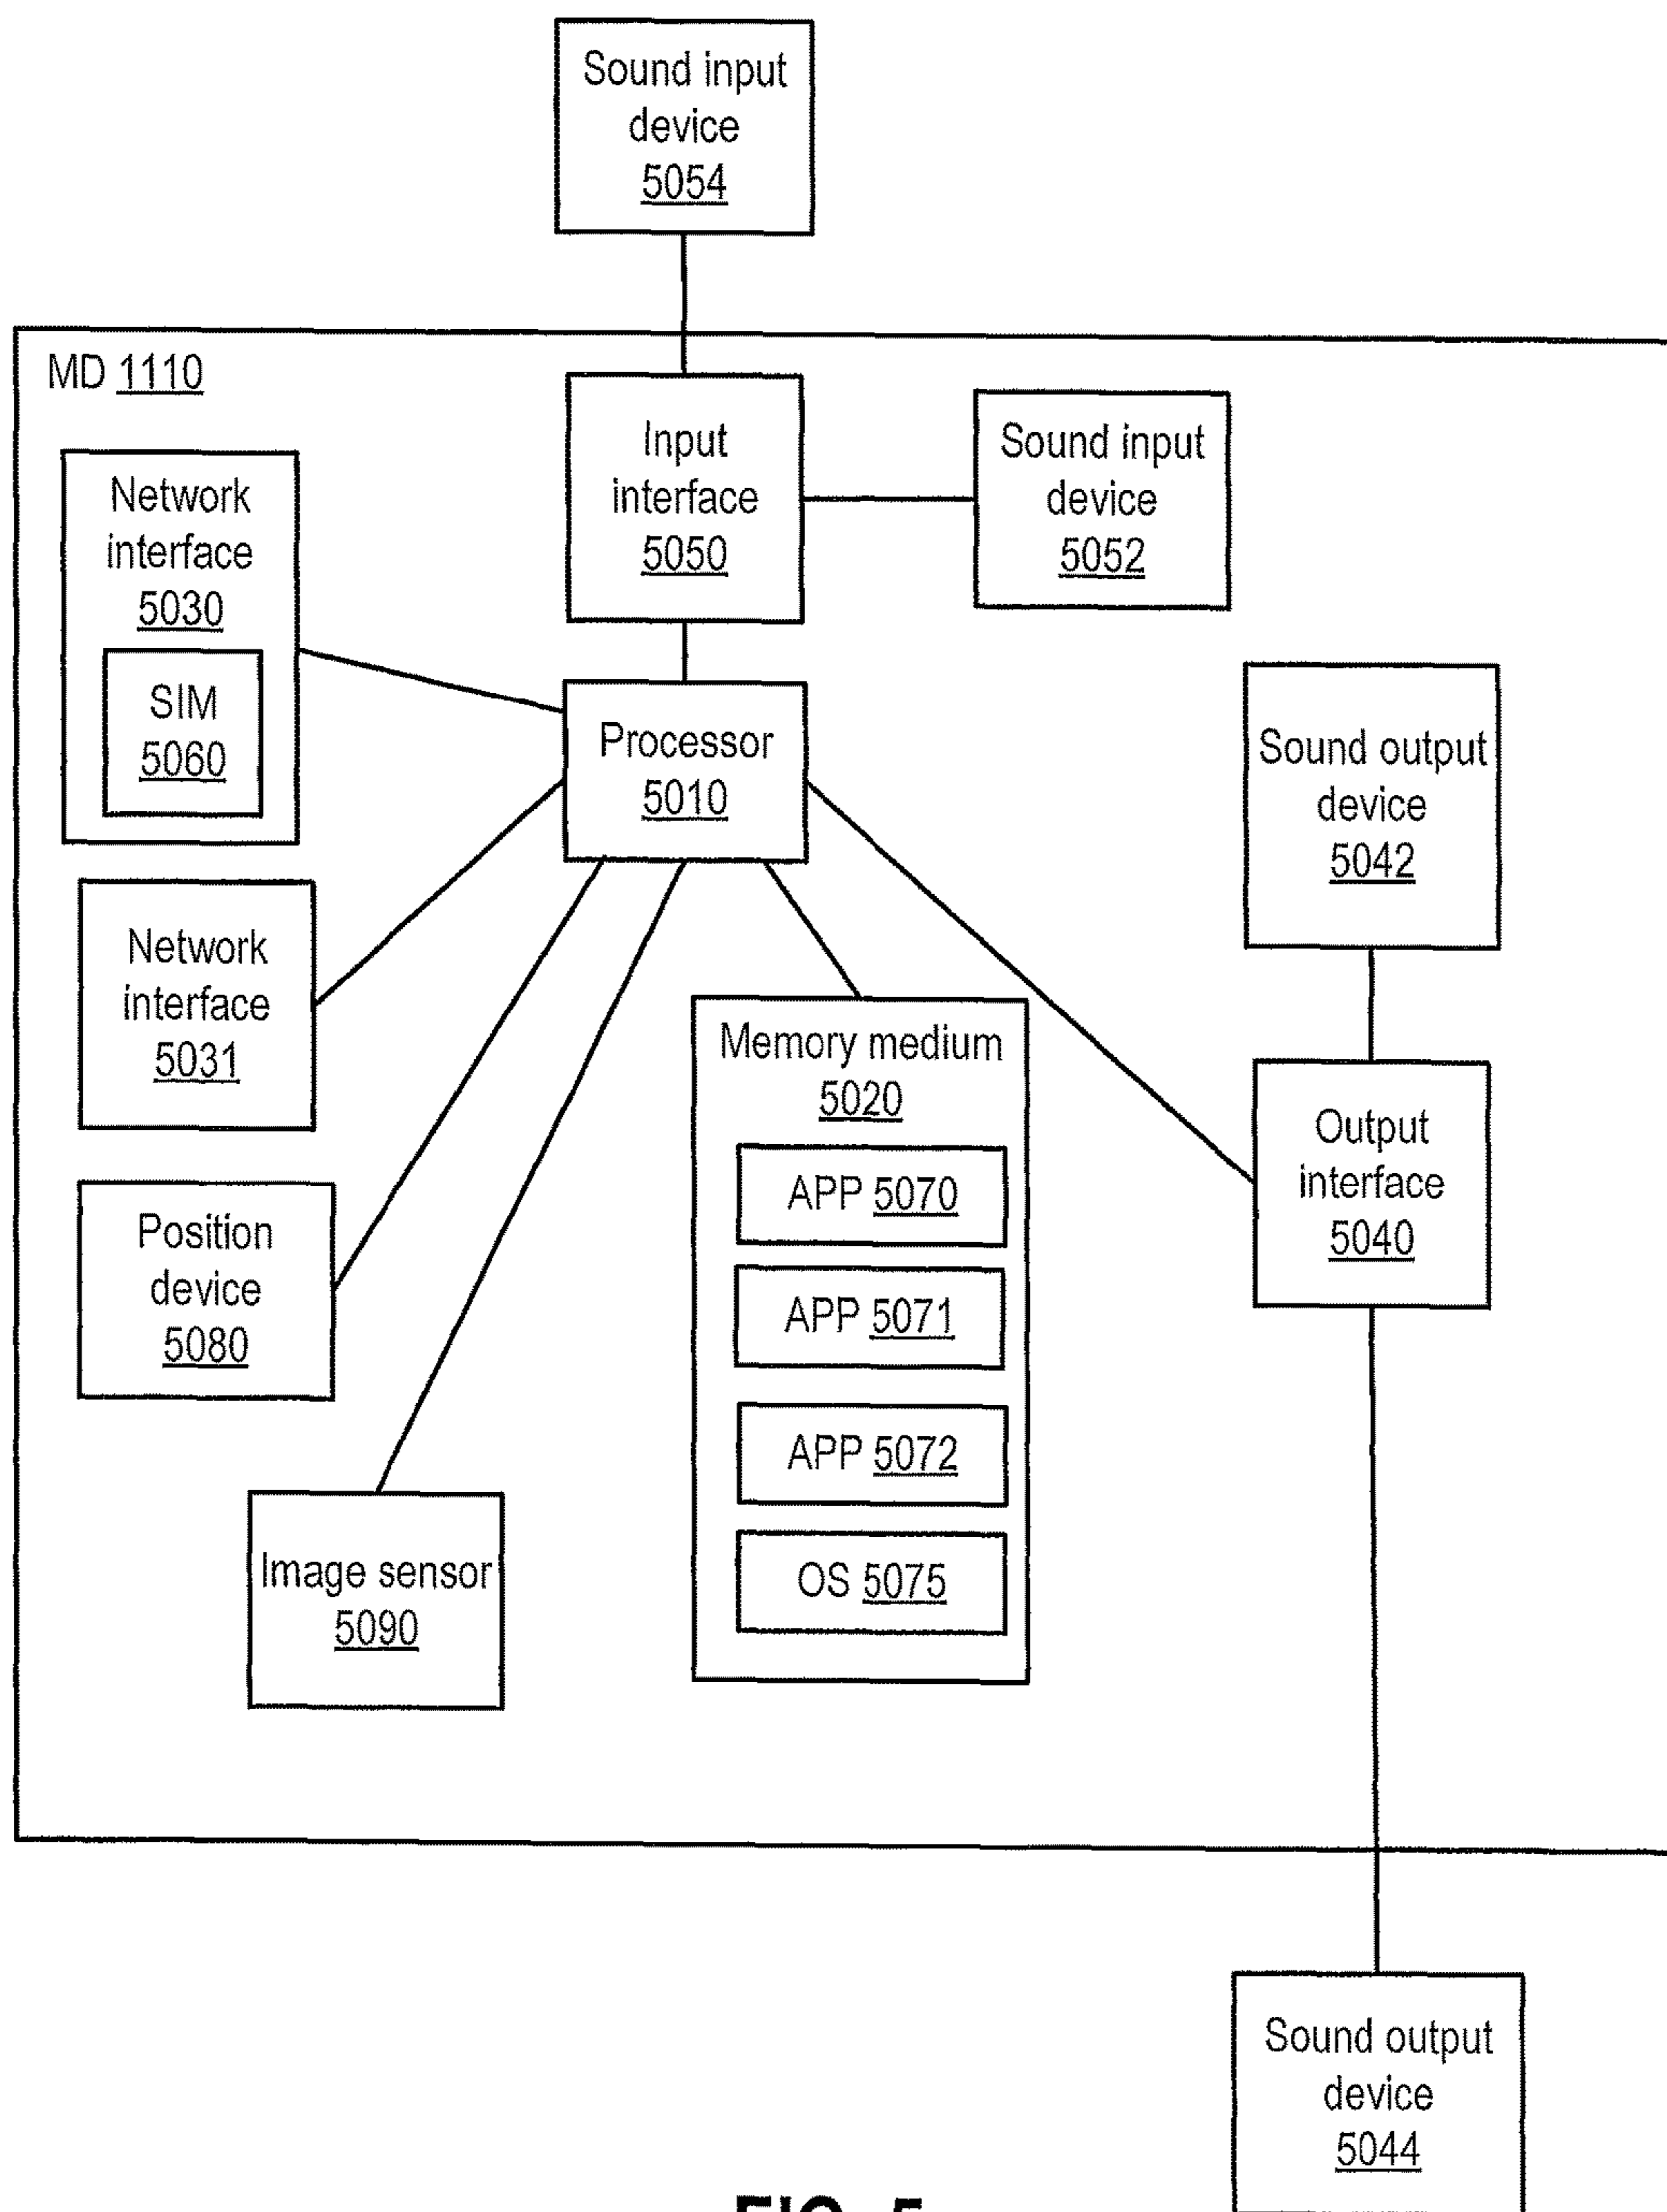 Sound input
device
5054
MD 1110
Network
interface
5030
SIM
5060
Input
interface
5050
Sound input
device
5052
Processor
5010
Sound output
device
5042
Network
interface
5031
Memory medium
5020
APP 5070
APP 5071
APP 5072
OS 5075
Output
interface
5040
Position
device
5080
Image sensor
5090
Sound output
device
5044
FIG. 5